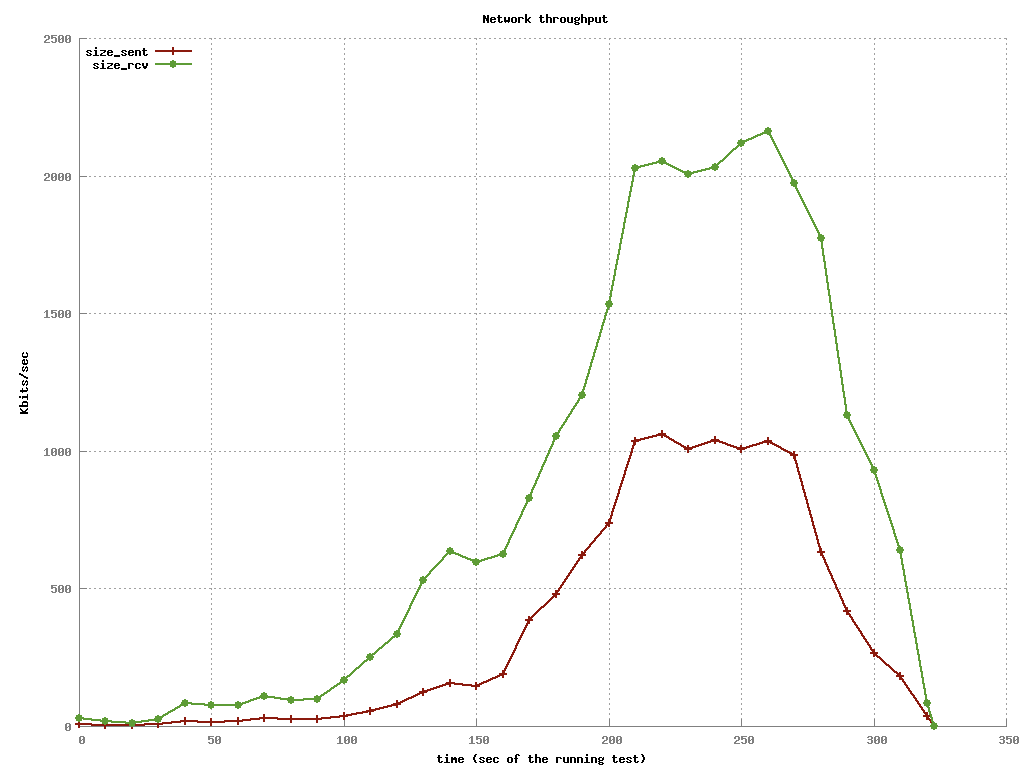 Network throughput
2500
size_sent
size_rcv
2000
1500
Kbits/sec
1000
500
0
0 50 100 150 200 250 300 350
time (sec of the running test)